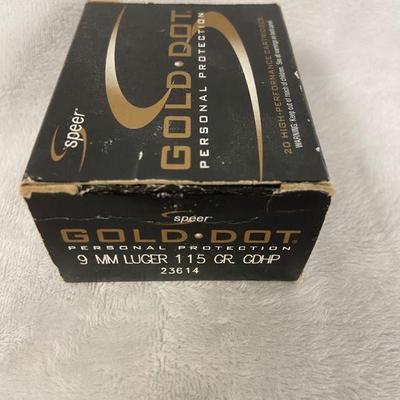 speer
GOLD·DOT®
PERSONAL PROTECTION
20 HIGH-PERFORMANCE CARTRIDGES
WARNING: Keep out of reach of children.
speer
GOLD·DOT®
PERSONAL PROTECTION
9 MM LUGER 115 GR. GDHP
23614